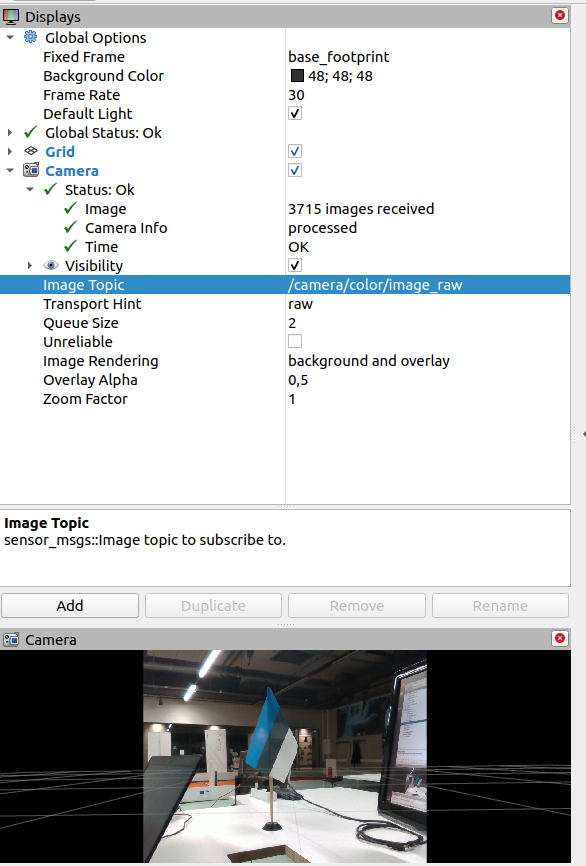 Displays
Global Options
Fixed Frame base_footprint
Background Color 48; 48; 48
Frame Rate 30
Default Light
Global Status: Ok
Grid
Camera
Status: Ok
Image 3715 images received
Camera Info processed
Time OK
Visibility
Image Topic /camera/color/image_raw
Transport Hint raw
Queue Size 2
Unreliable
Image Rendering background and overlay
Overlay Alpha 0,5
Zoom Factor 1
Image Topic
sensor_msgs::Image topic to subscribe to.
Add Duplicate Remove Rename
Camera